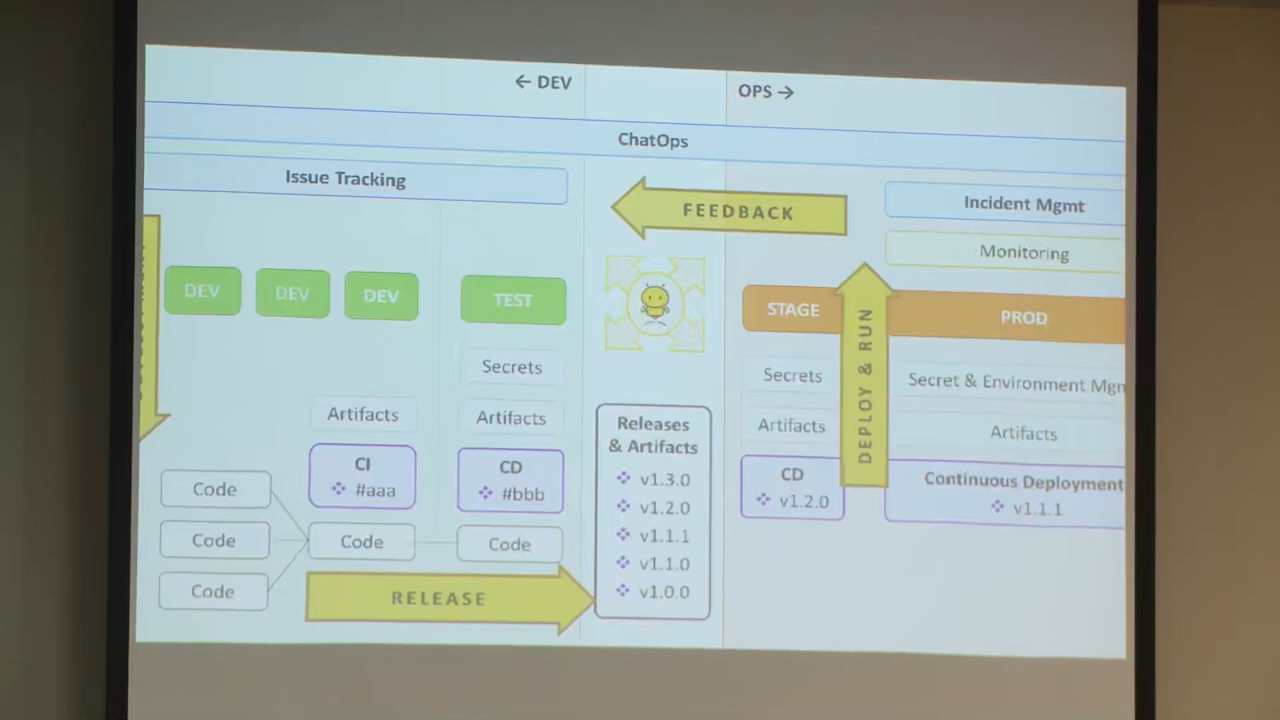 ← DEV
OPS →
ChatOps
Issue Tracking
FEEDBACK
Incident Mgmt
Monitoring
DEV
DEV
DEV
TEST
STAGE
PROD
DEPLOY & RUN
Secrets
Secrets
Secret & Environment Mgm
Artifacts
Artifacts
Artifacts
Artifacts
Releases
& Artifacts
v1.3.0
v1.2.0
v1.1.1
v1.1.0
v1.0.0
CI
#aaa
CD
#bbb
CD
v1.2.0
Continuous Deployment
v1.1.1
Code
Code
Code
Code
Code
RELEASE